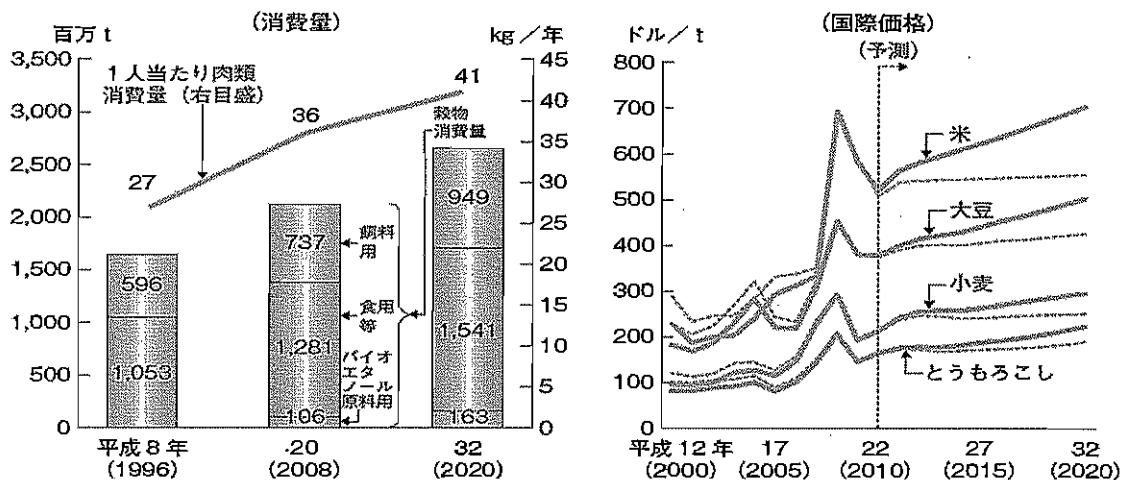 (消費量)
百万 t
kg / 年
3,500
3,000
2,500
2,000
1,500
1,000
500
0
1人当たり肉類
消費量 (右目盛)
27
36
41
596
1,053
737
1,281
106
949
1,541
163
飼料
用
食用
等
バイオ
エタ
ノール
原料用
穀物
消費量
45
40
35
30
25
20
15
10
5
0
平成8年
(1996)
20
(2008)
32
(2020)
(国際価格)
ドル/ t
(予測)
800
700
600
500
400
300
200
100
0
米
大豆
小麦
とうもろこし
平成12年
(2000)
17
(2005)
22
(2010)
27
(2015)
32
(2020)